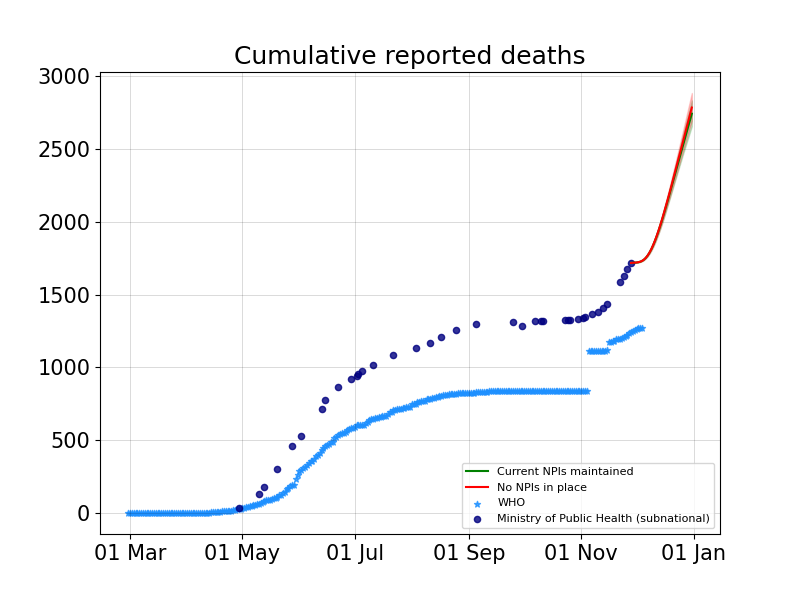 Cumulative reported deaths
3000
2500
2000
1500
1000
500
0
01 Mar
01 May
01 Jul
01 Sep
01 Nov
01 Jan
Current NPIs maintained
No NPIs in place
WHO
Ministry of Public Health (subnational)